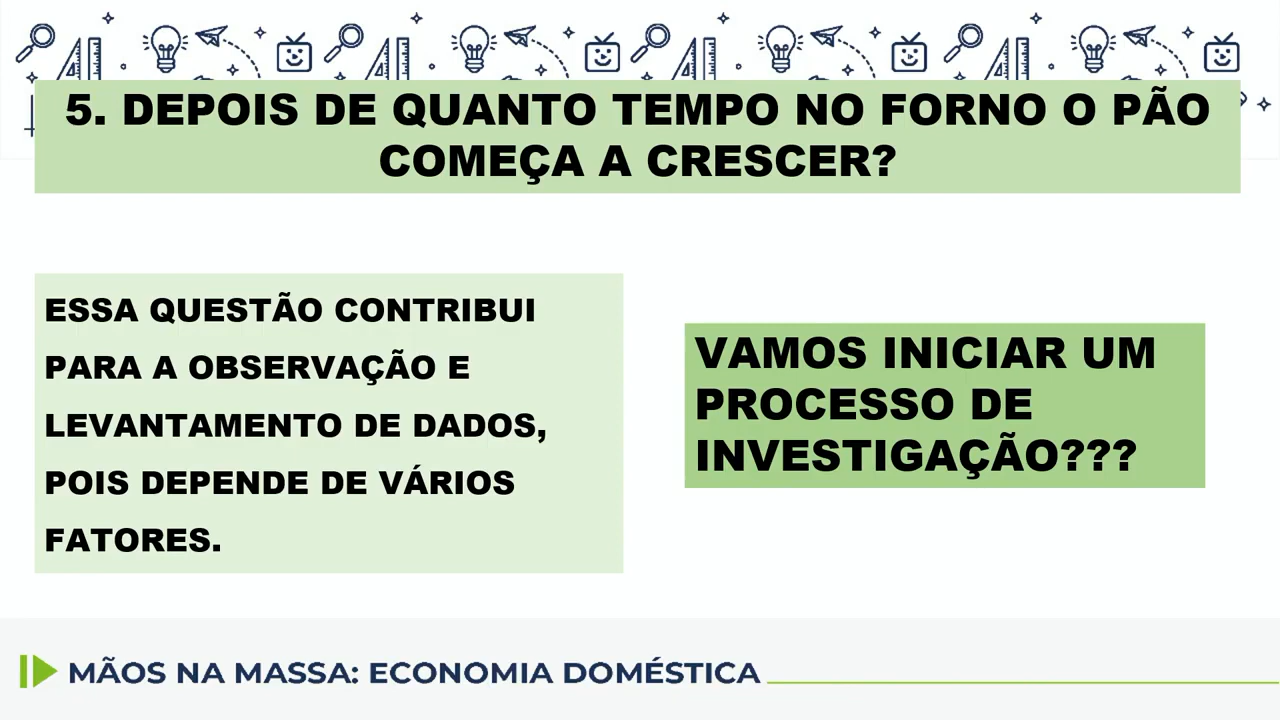 5. DEPOIS DE QUANTO TEMPO NO FORNO O PÃO
COMEÇA A CRESCER?
ESSA QUESTÃO CONTRIBUI
PARA A OBSERVAÇÃO E
LEVANTAMENTO DE DADOS,
POIS DEPENDE DE VÁRIOS
FATORES.
VAMOS INICIAR UM
PROCESSO DE
INVESTIGAÇÃO???
MÃOS NA MASSA: ECONOMIA DOMÉSTICA